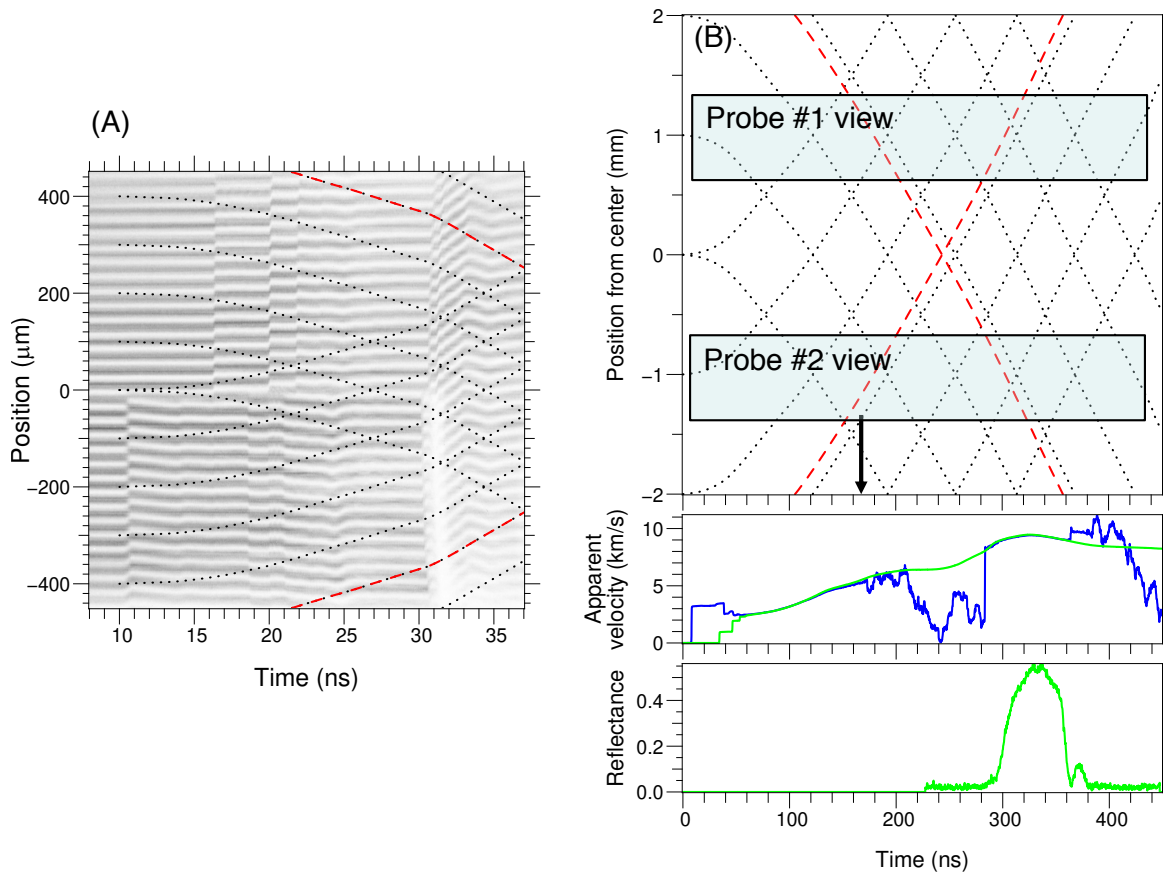 (A)
400
200
0
−200
−400
Position (μm)
10 15 20 25 30 35
Time (ns)
(B)
2
1
0
−1
−2
Position from center (mm)
Probe #1 view
Probe #2 view
10
5
0
Apparent
velocity (km/s)
0.4
0.2
0.0
Reflectance
0 100 200 300 400
Time (ns)